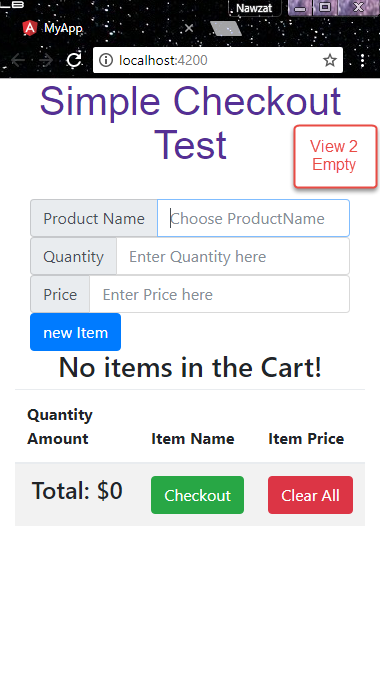 Nawzat
MyApp
localhost:4200
Simple Checkout
Test
View 2
Empty
Product Name Choose ProductName
Quantity Enter Quantity here
Price Enter Price here
new Item
No items in the Cart!
Quantity
Amount Item Name Item Price
Total: $0 Checkout Clear All